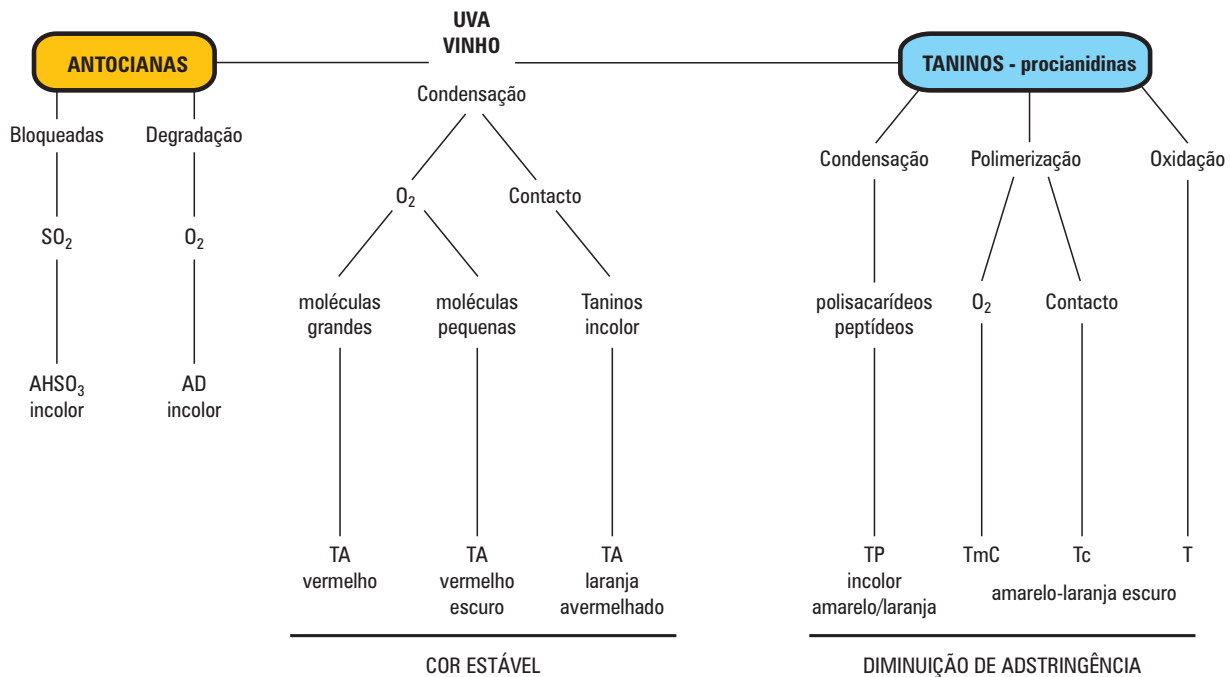 UVA
VINHO
ANTOCIANAS
TANINOS - procianidinas
Condensação
Bloqueadas
Degradação
Condensação
Polimerização
Oxidação
O₂
Contacto
SO₂
O₂
moléculas
grandes
moléculas
pequenas
Taninos
incolor
polisacarídeos
peptídeos
O₂
Contacto
AHSO₃
incolor
AD
incolor
TA
vermelho
TA
vermelho
escuro
TA
laranja
avermelhado
TP
incolor
amarelo/laranja
TmC
Tc
T
amarelo-laranja escuro
COR ESTÁVEL
DIMINUIÇÃO DE ADSTRINGÊNCIA